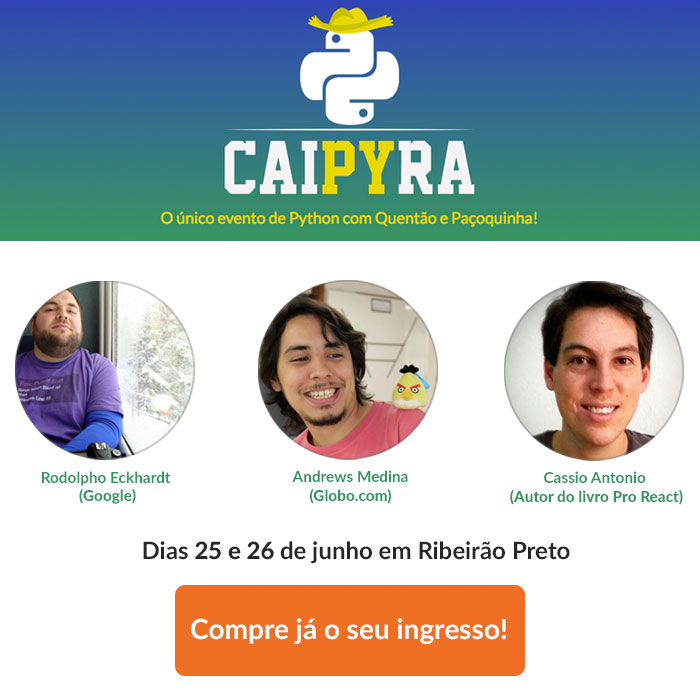 CAIPYRA
O único evento de Python com Quentão e Paçoquinha!
Rodolpho Eckhardt
(Google)
Andrews Medina
(Globo.com)
Cassio Antonio
(Autor do livro Pro React)
Dias 25 e 26 de junho em Ribeirão Preto
Compre já o seu ingresso!